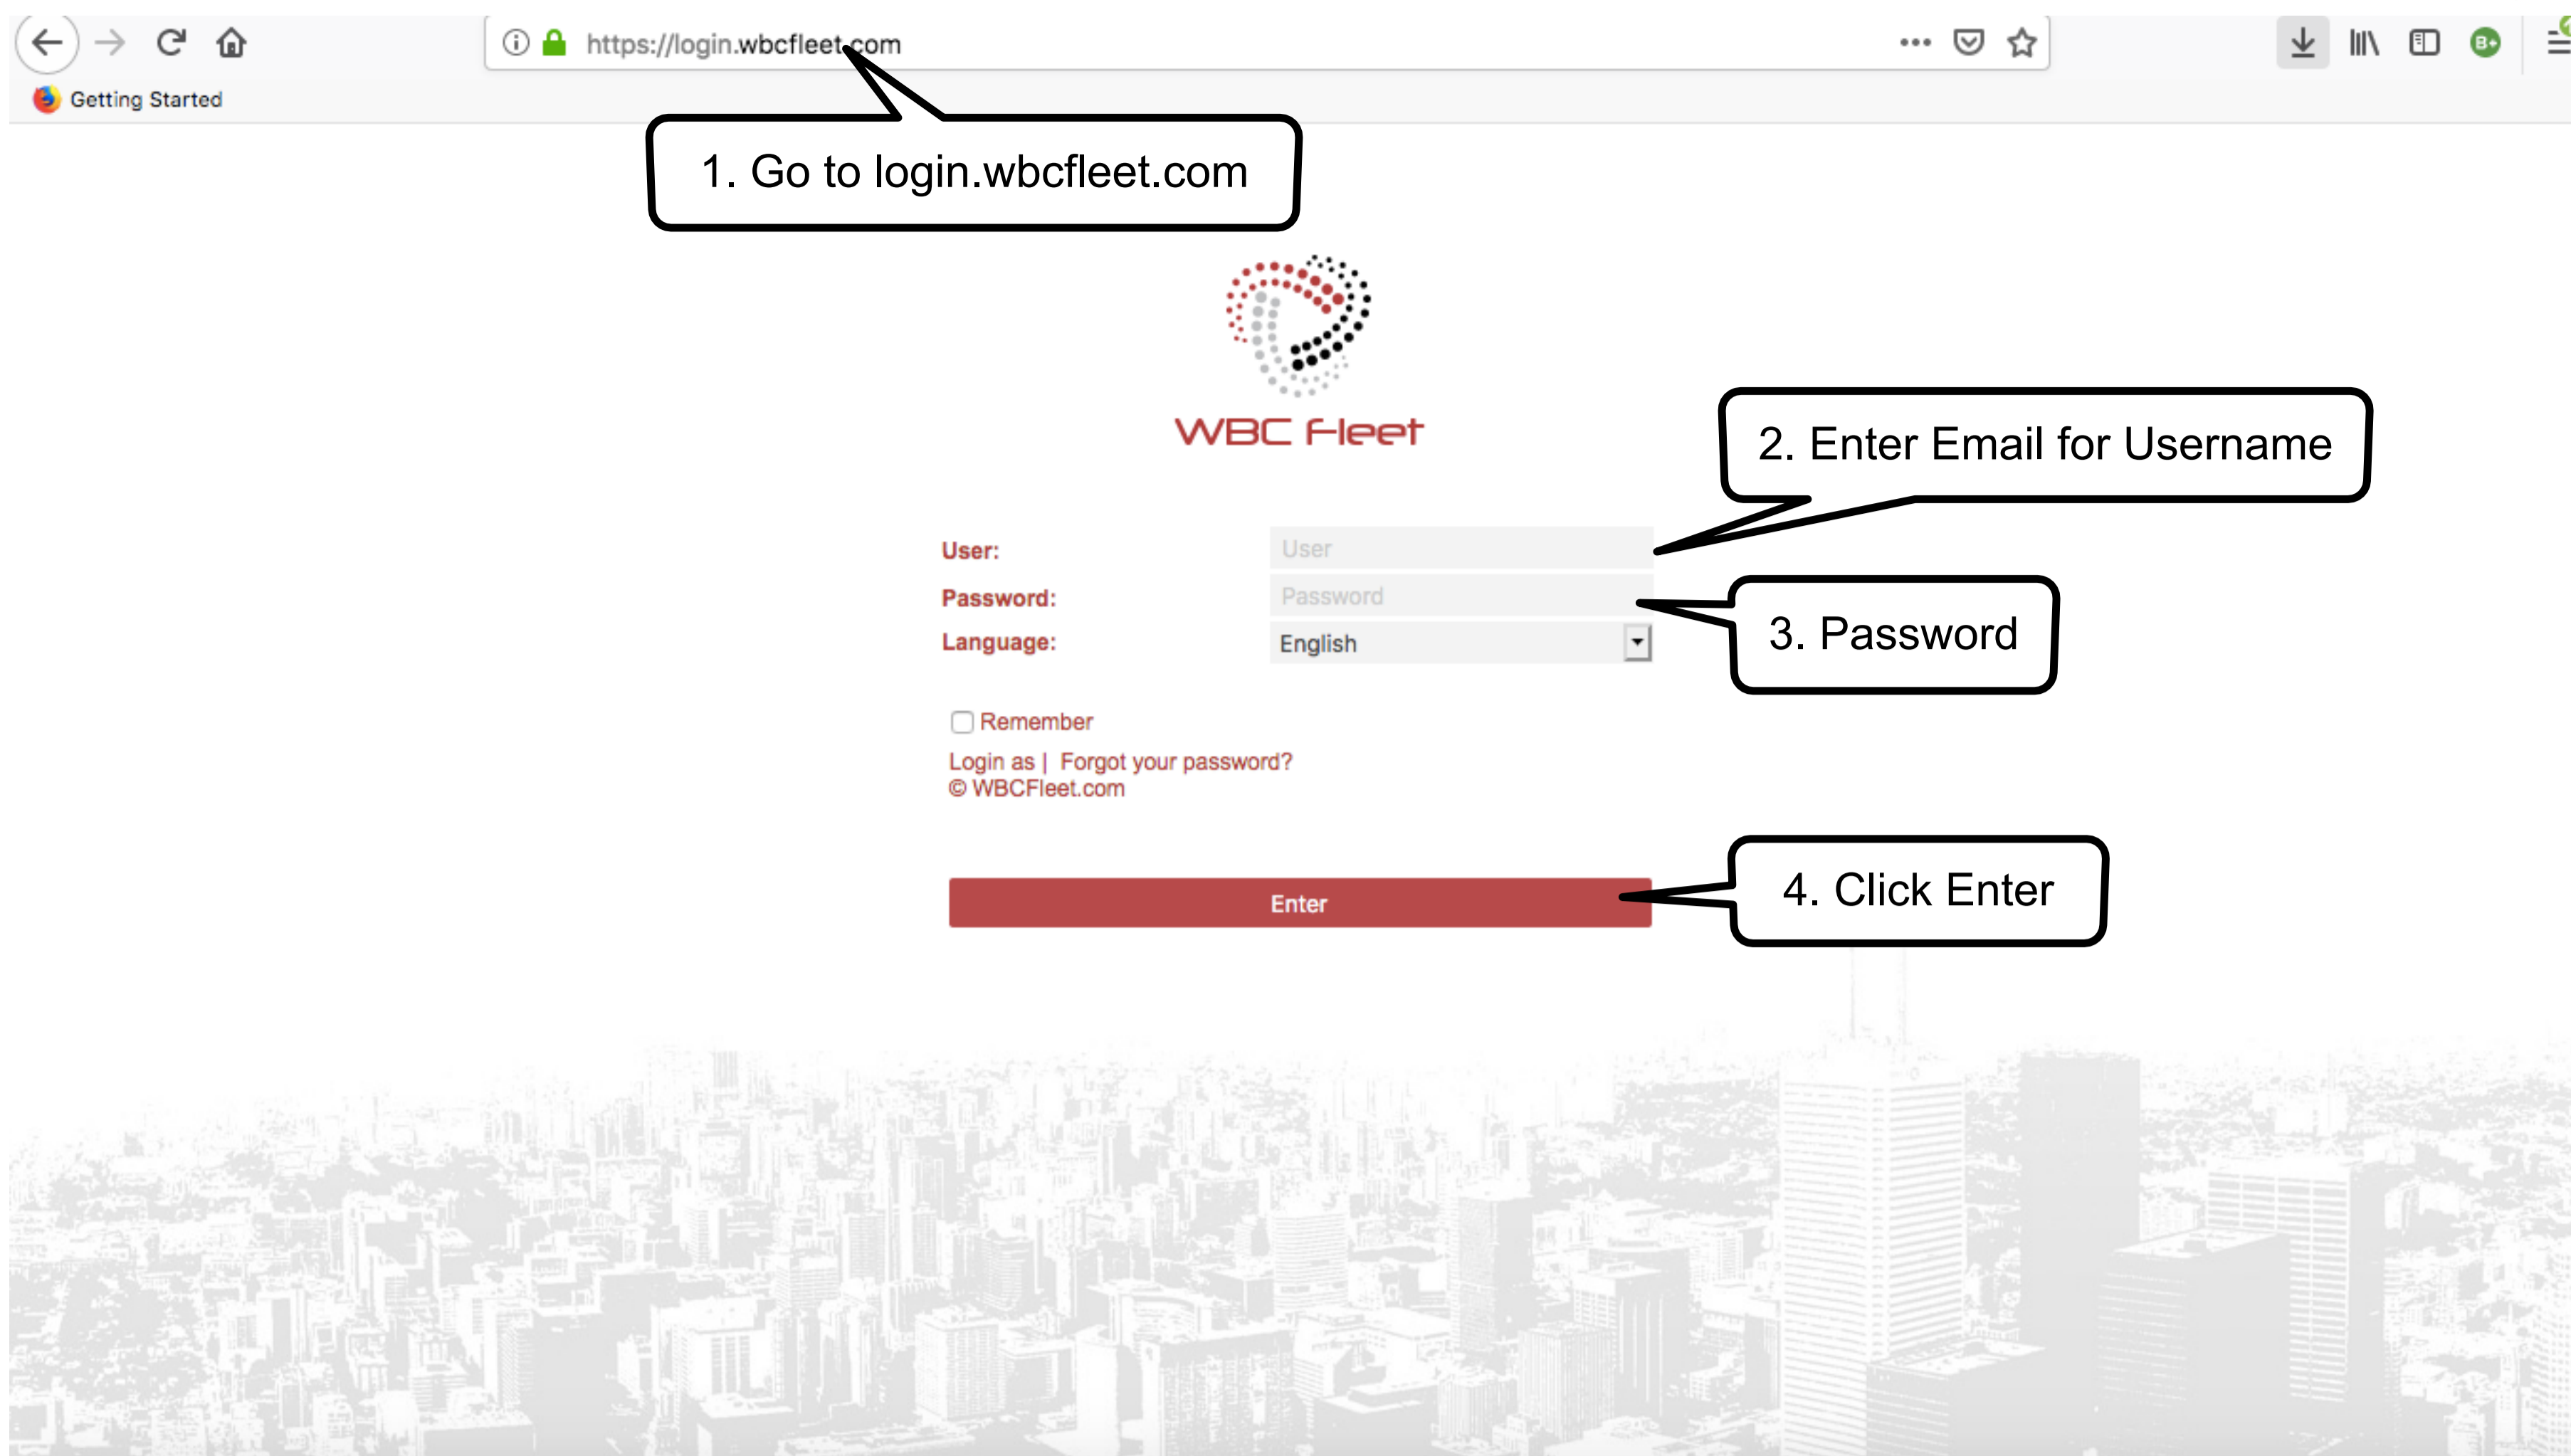 https://login.wbcfleet.com
Getting Started
1. Go to login.wbcfleet.com
WBC Fleet
2. Enter Email for Username
User: User
Password: Password
3. Password
Language: English
Remember
Login as | Forgot your password?
© WBCFleet.com
Enter
4. Click Enter